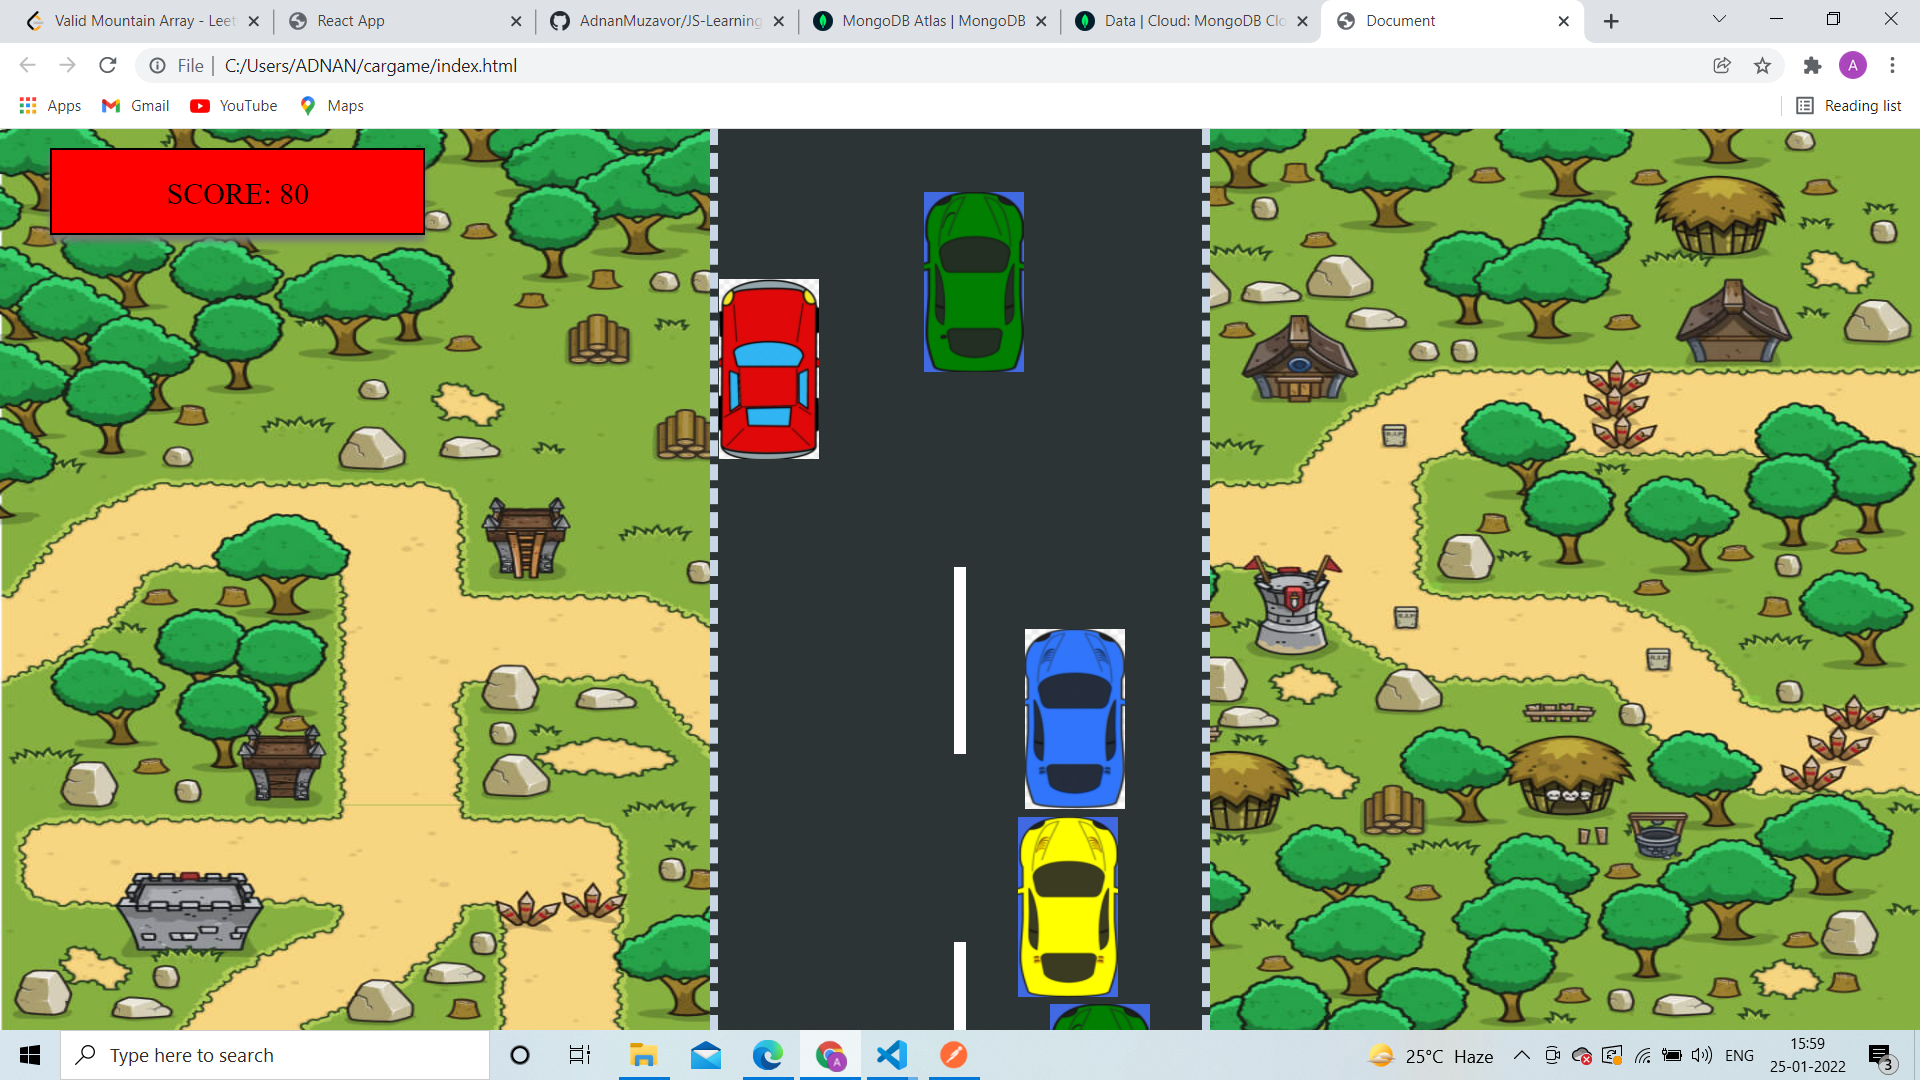 Valid Mountain Array - Leet
React App
AdnanMuzavor/JS-Learning
MongoDB Atlas | MongoDB
Data | Cloud: MongoDB Clo
Document
File | C:/Users/ADNAN/cargame/index.html
A
Apps
Gmail
YouTube
Maps
Reading list
SCORE: 80
Type here to search
A
25°C Haze
ENG
15:59
25-01-2022
3